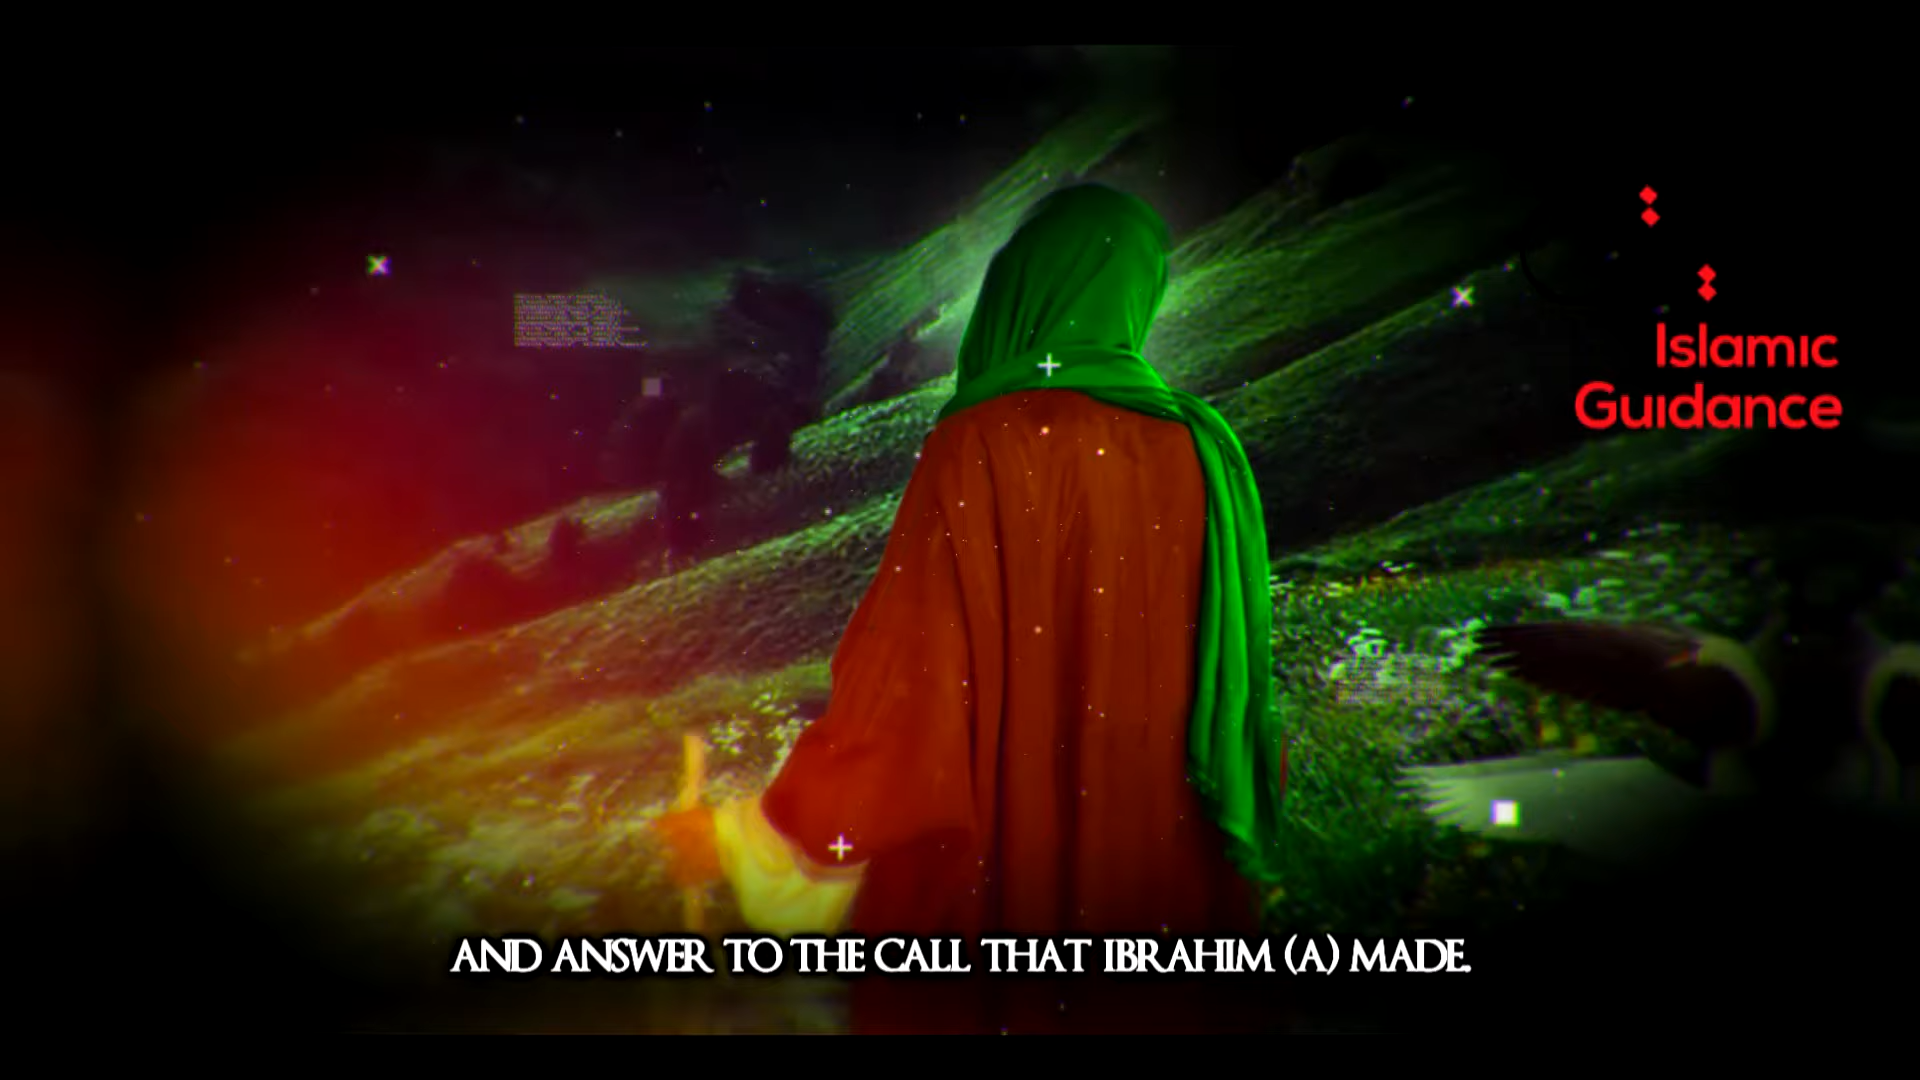 Islamic
Guidance
AND ANSWER TO THE CALL THAT IBRAHIM (A) MADE.